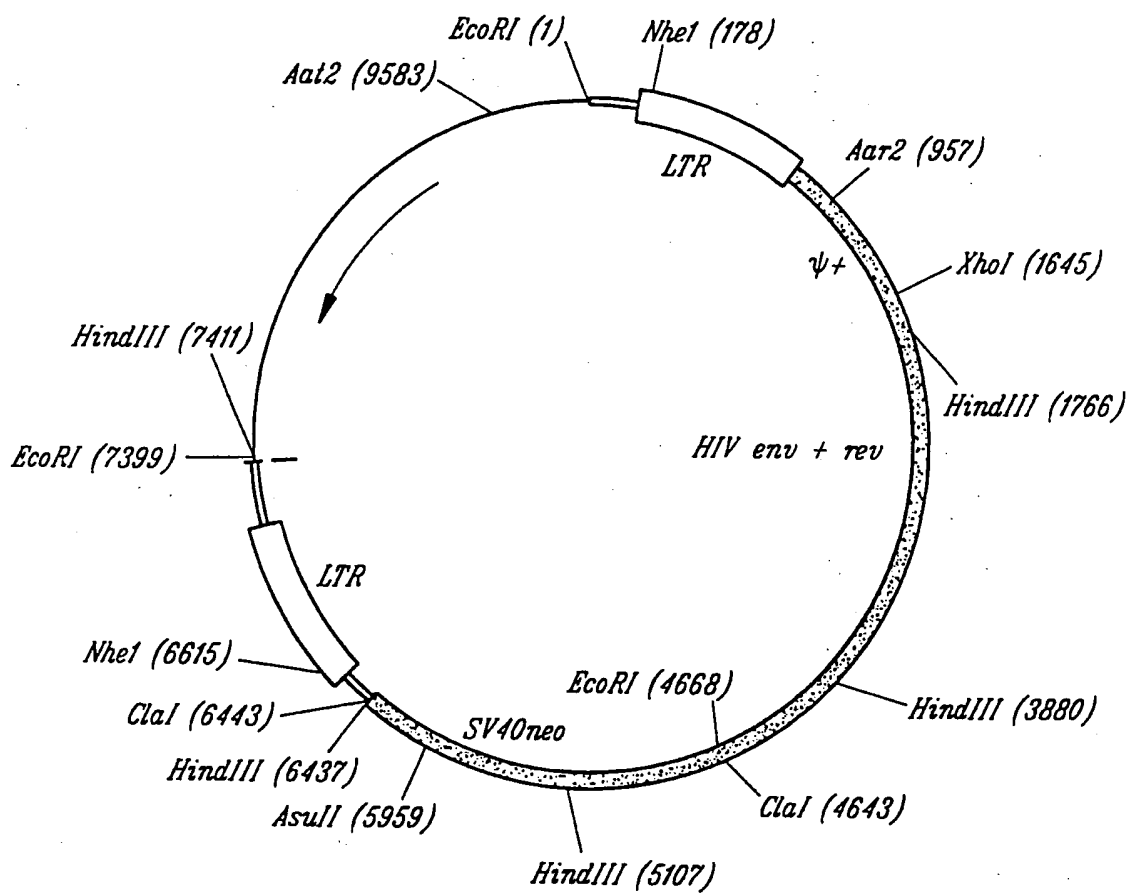 EcoRI (1)
Nhe1 (178)
Aat2 (9583)
LTR
Aar2 (957)
ψ+
XhoI (1645)
HindIII (7411)
HindIII (1766)
EcoRI (7399)
HIV env + rev
LTR
Nhe1 (6615)
EcoRI (4668)
HindIII (3880)
ClaI (6443)
SV40neo
HindIII (6437)
AsuII (5959)
ClaI (4643)
HindIII (5107)